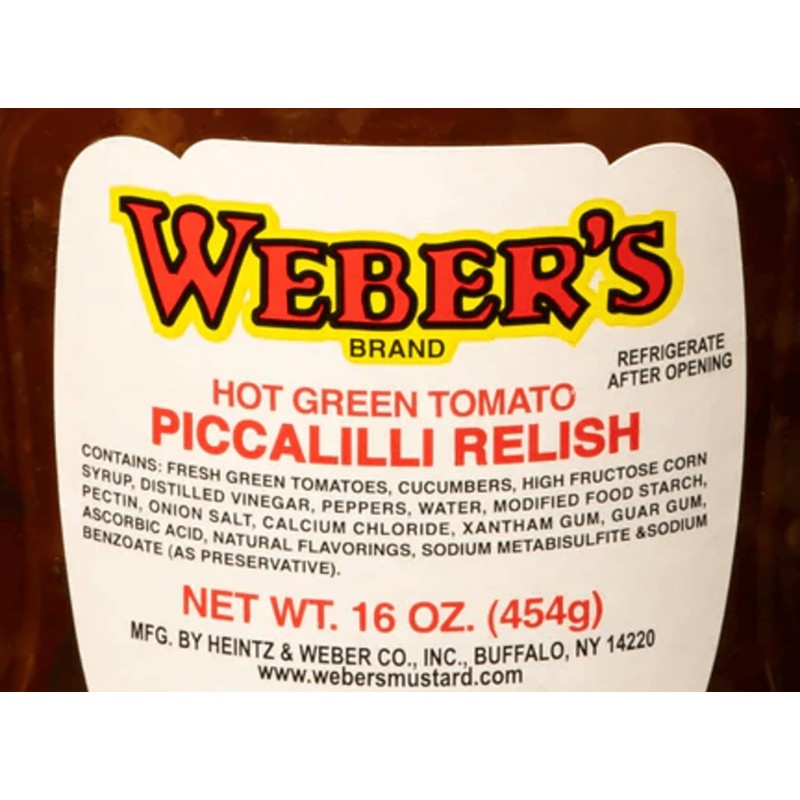 WEBER'S
BRAND
REFRIGERATE
AFTER OPENING
HOT GREEN TOMATO
PICCALILLI RELISH
CONTAINS: FRESH GREEN TOMATOES, CUCUMBERS, HIGH FRUCTOSE CORN
SYRUP, DISTILLED VINEGAR, PEPPERS, WATER, MODIFIED FOOD STARCH,
PECTIN, ONION SALT, CALCIUM CHLORIDE, XANTHAM GUM, GUAR GUM,
ASCORBIC ACID, NATURAL FLAVORINGS, SODIUM METABISULFITE &SODIUM
BENZOATE (AS PRESERVATIVE).
NET WT. 16 OZ. (454g)
MFG. BY HEINTZ & WEBER CO., INC., BUFFALO, NY 14220
www.webersmustard.com